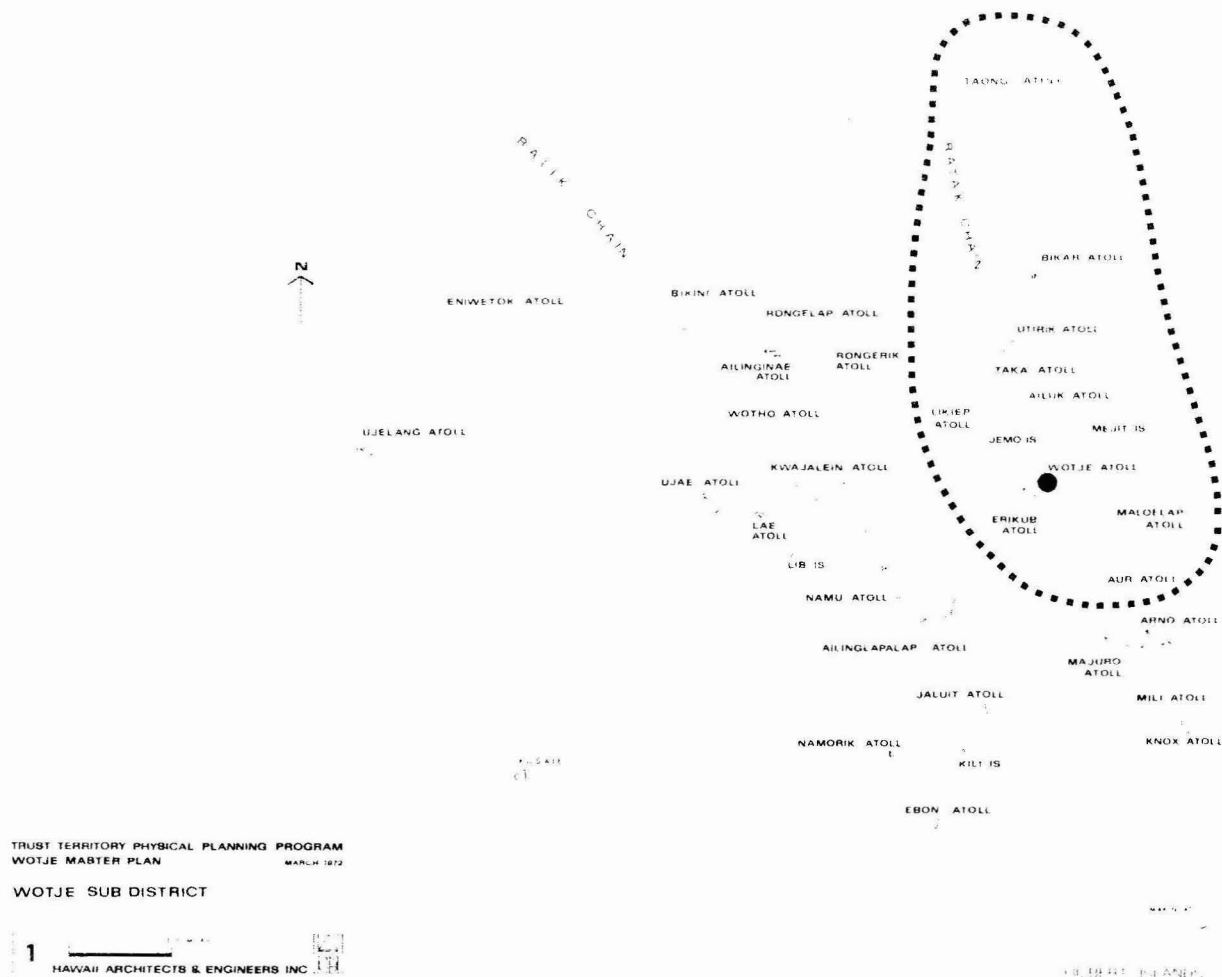 RATAK CHAIN
BIKAR ATOLL
N
ENIWETOK ATOLL
BIKINI ATOLL
RONGELAP ATOLL
UTIRIK ATOLL
AILINGINAE
ATOLL
RONGERIK
ATOLL
TAKA ATOLL
AILUK ATOLL
WOTHO ATOLL
LIKIEP
ATOLL
MEJIT IS
JEMO IS
UJELANG ATOLL
KWAJALEIN ATOLL
WOTJE ATOLL
UJAE ATOLL
LAE
ATOLL
ERIKUB
ATOLL
MALOELAP
ATOLL
LIB IS
AUR ATOLL
NAMU ATOLL
ARNO ATOLL
AILINGLAPALAP ATOLL
MAJURO
ATOLL
JALUIT ATOLL
MILI ATOLL
NAMORIK ATOLL
KNOX ATOLL
KUSAIE
KILI IS
EBON ATOLL
TRUST TERRITORY PHYSICAL PLANNING PROGRAM
WOTJE MASTER PLAN MARCH 1972
WOTJE SUB DISTRICT
1
HAWAII ARCHITECTS & ENGINEERS INC